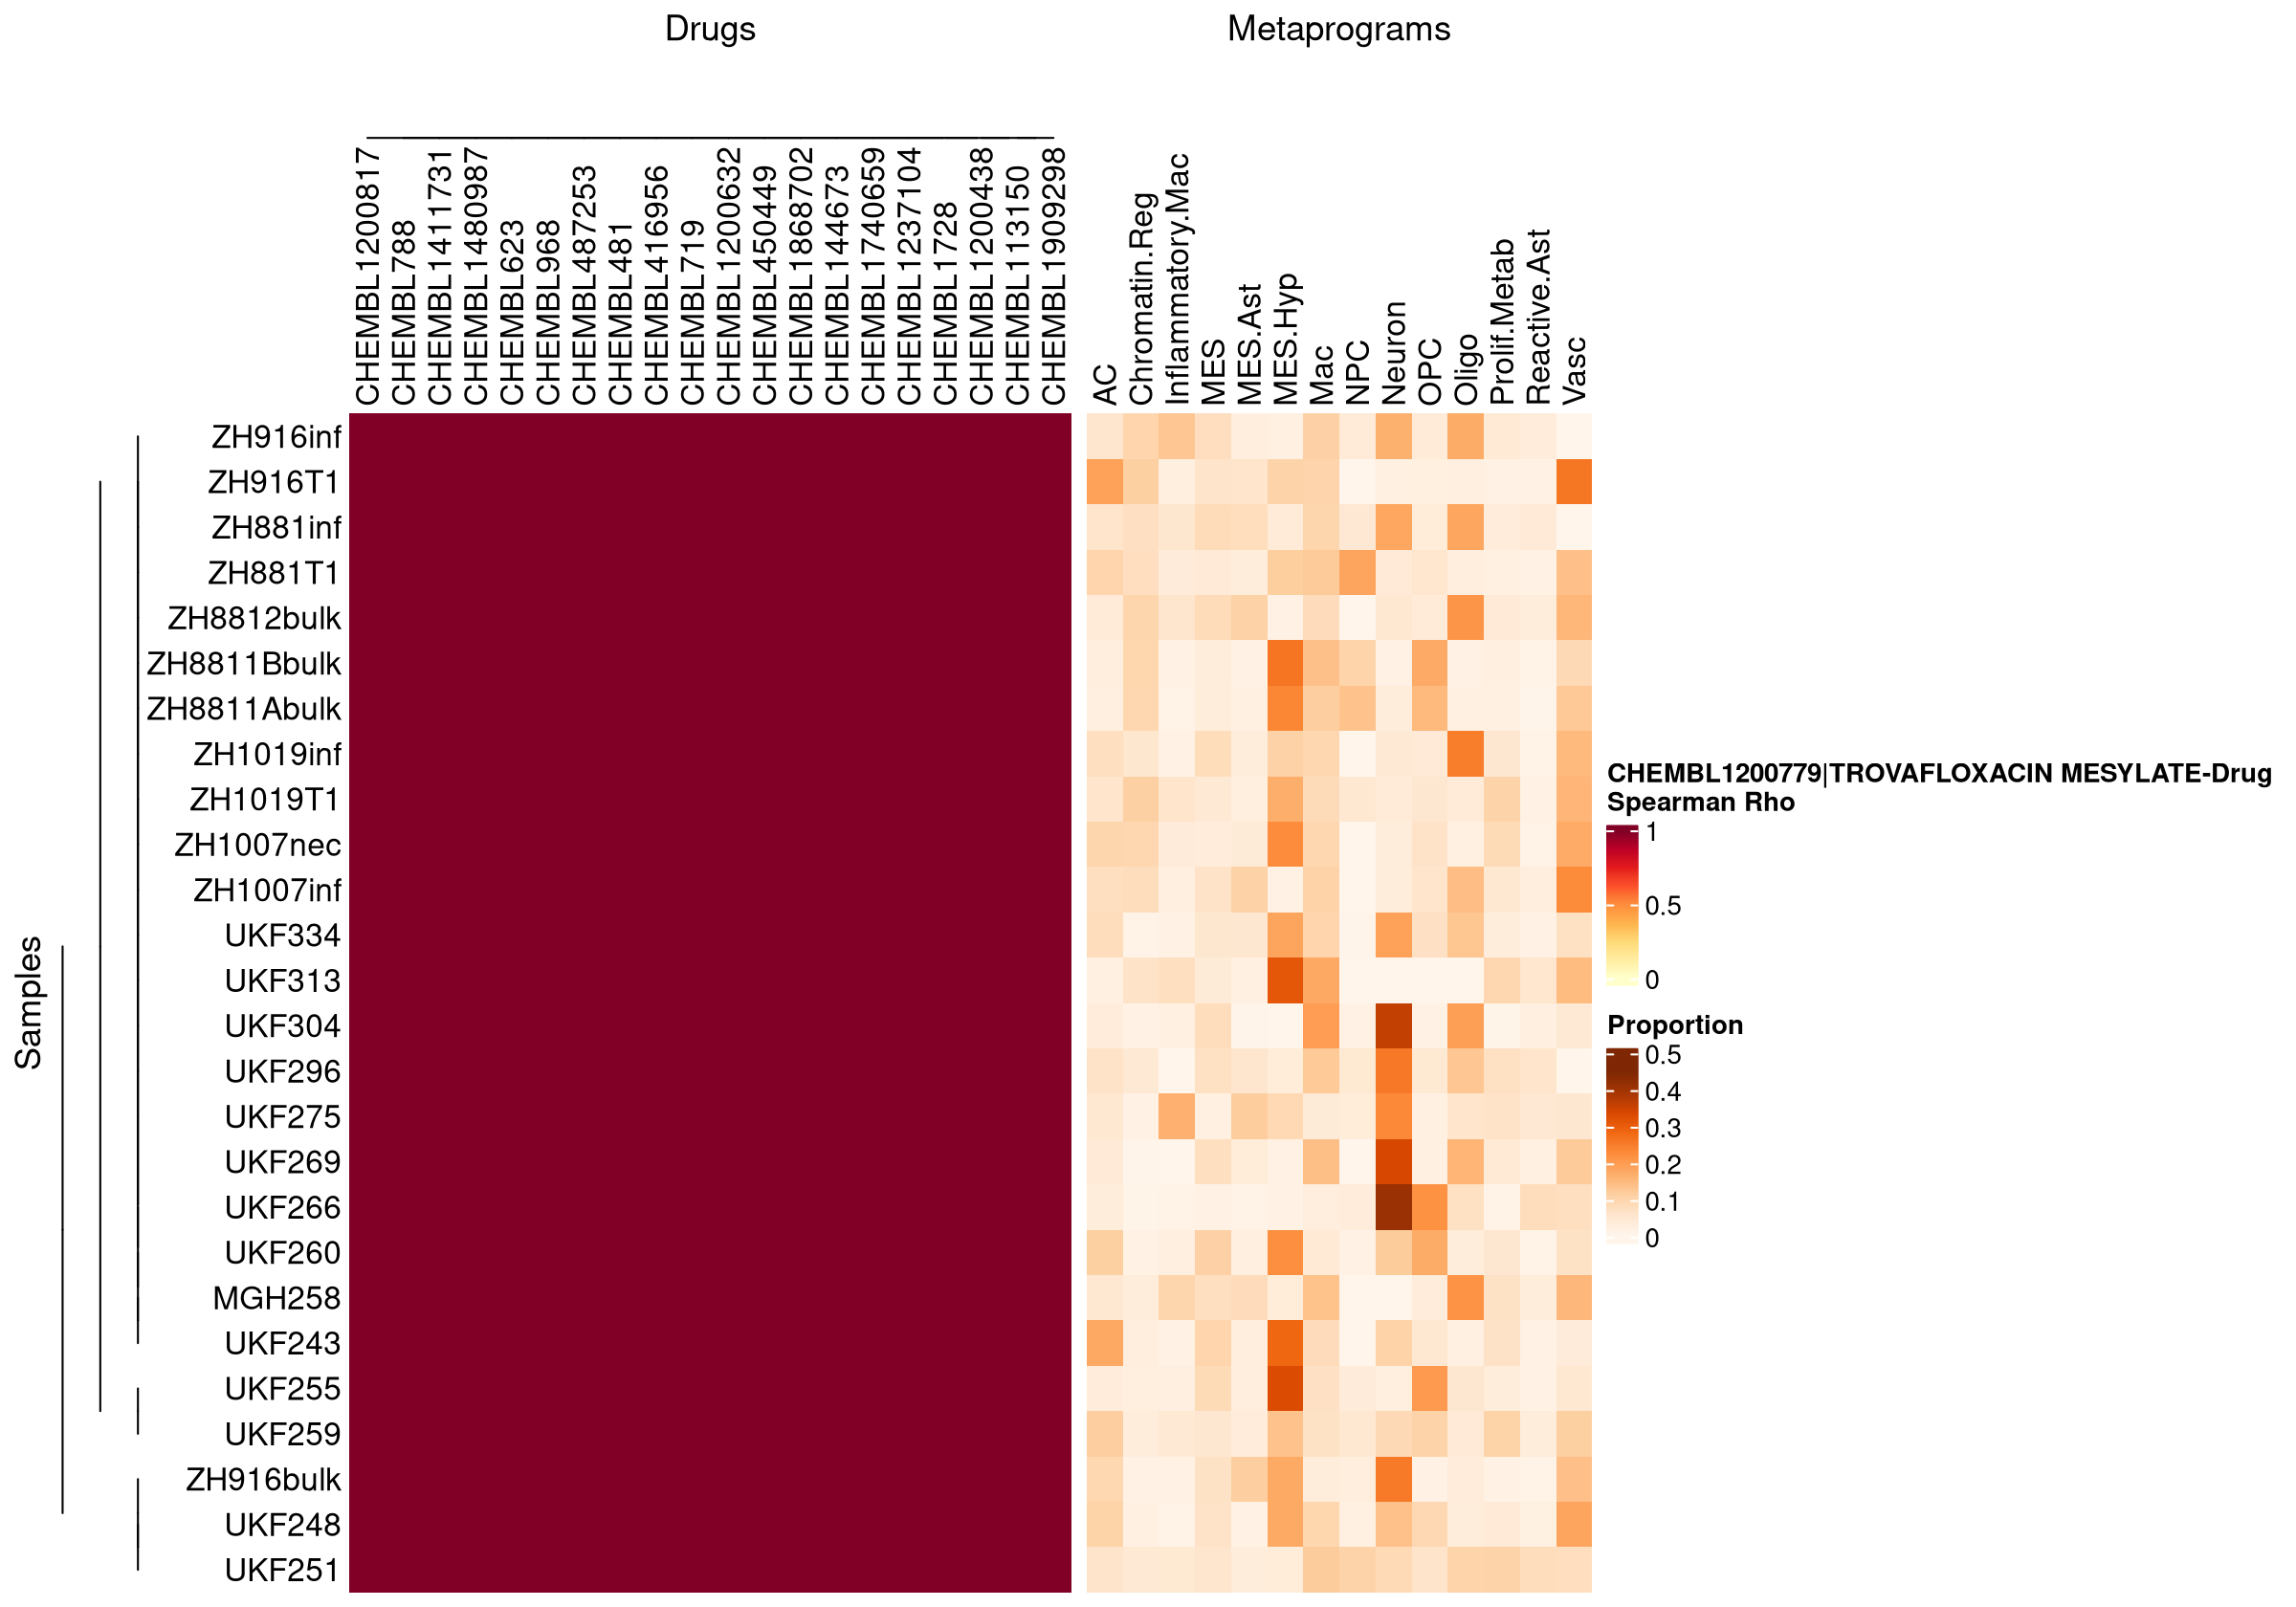 Drugs
Metaprograms
CHEMBL1200817
CHEMBL788
CHEMBL1411731
CHEMBL1480987
CHEMBL623
CHEMBL968
CHEMBL487253
CHEMBL481
CHEMBL416956
CHEMBL719
CHEMBL1200632
CHEMBL450449
CHEMBL1868702
CHEMBL144673
CHEMBL1740659
CHEMBL1237104
CHEMBL1728
CHEMBL1200438
CHEMBL113150
CHEMBL1909298
AC
Chromatin.Reg
Inflammatory.Mac
MES
MES.Ast
MES.Hyp
Mac
NPC
Neuron
OPC
Oligo
Prolif.Metab
Reactive.Ast
Vasc
Samples
ZH916inf
ZH916T1
ZH881inf
ZH881T1
ZH8812bulk
ZH8811Bbulk
ZH8811Abulk
ZH1019inf
ZH1019T1
ZH1007nec
ZH1007inf
UKF334
UKF313
UKF304
UKF296
UKF275
UKF269
UKF266
UKF260
MGH258
UKF243
UKF255
UKF259
ZH916bulk
UKF248
UKF251
CHEMBL1200779|TROVAFLOXACIN MESYLATE-Drug
Spearman Rho
1
0.5
0
Proportion
0.5
0.4
0.3
0.2
0.1
0